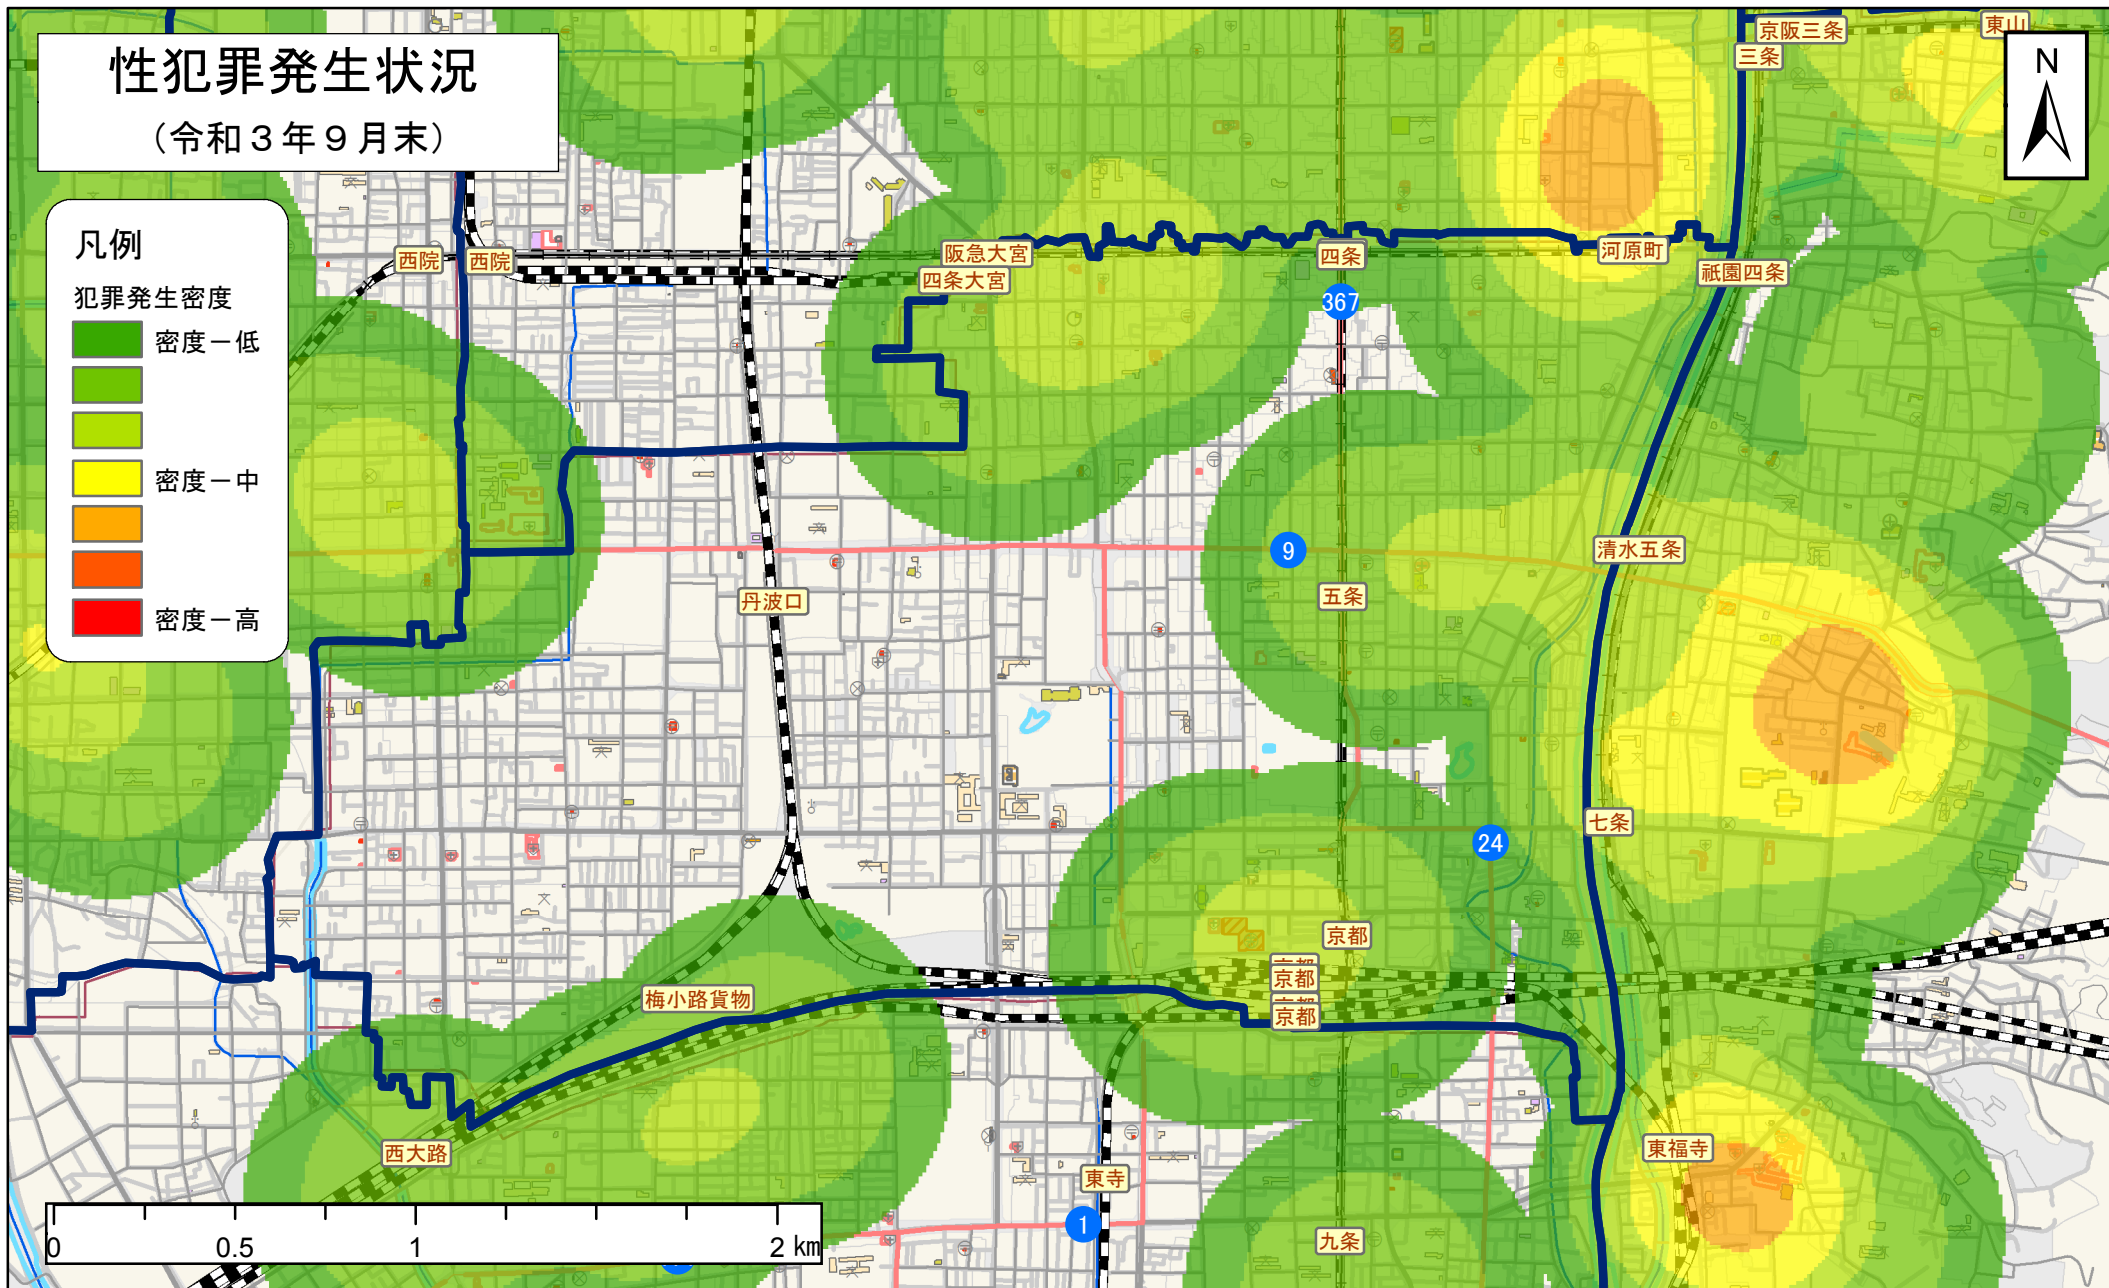 性犯罪発生状況
（令和３年９月末）
N
凡例
犯罪発生密度
密度－低
密度－中
密度－高
京阪三条
東山
三条
西院
西院
阪急大宮
四条大宮
四条
河原町
祇園四条
367
9
清水五条
五条
丹波口
七条
24
京都
京都
京都
京都
京都
梅小路貨物
西大路
東福寺
東寺
1
九条
0
0.5
1
2 km